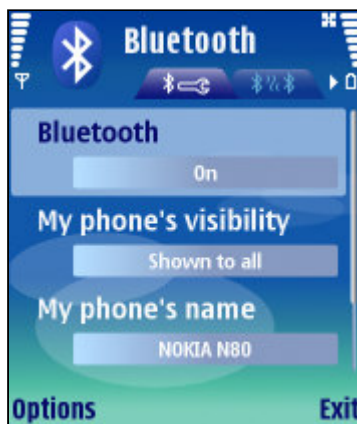 Bluetooth
Bluetooth
On
My phone's visibility
Shown to all
My phone's name
NOKIA N80
Options Exit